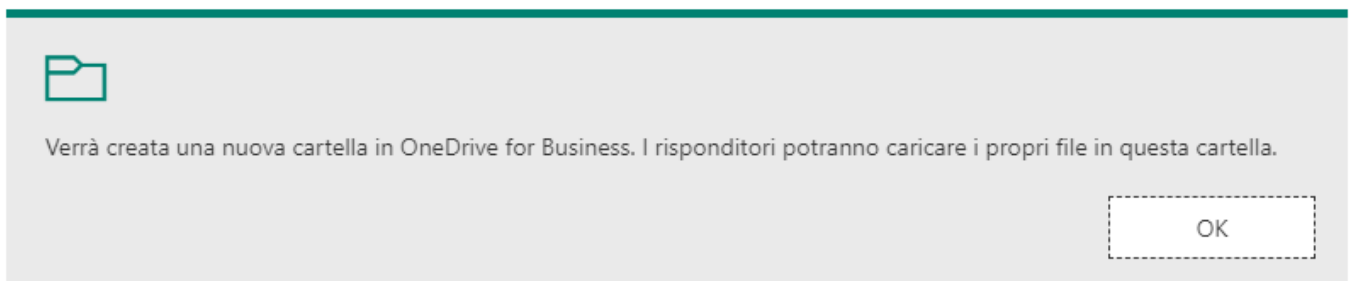 Verrà creata una nuova cartella in OneDrive for Business. I risponditori potranno caricare i propri file in questa cartella.
OK